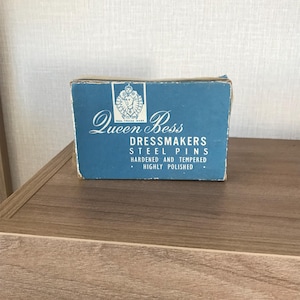 Queen Bess
DRESSMAKERS
STEEL PINS
HARDENED AND TEMPERED
• HIGHLY POLISHED •